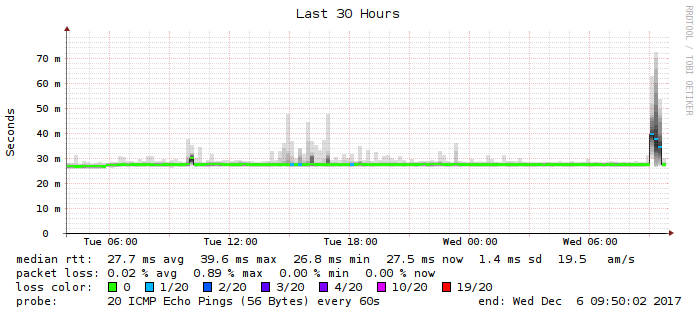 Last 30 Hours
RRDTOOL / TOBI OETIKER
Seconds
70 m
60 m
50 m
40 m
30 m
20 m
10 m
0
Tue 06:00 Tue 12:00 Tue 18:00 Wed 00:00 Wed 06:00
median rtt: 27.7 ms avg 39.6 ms max 26.8 ms min 27.5 ms now 1.4 ms sd 19.5 am/s
packet loss: 0.02 % avg 0.89 % max 0.00 % min 0.00 % now
loss color: 0 1/20 2/20 3/20 4/20 10/20 19/20
probe: 20 ICMP Echo Pings (56 Bytes) every 60s end: Wed Dec 6 09:50:02 2017